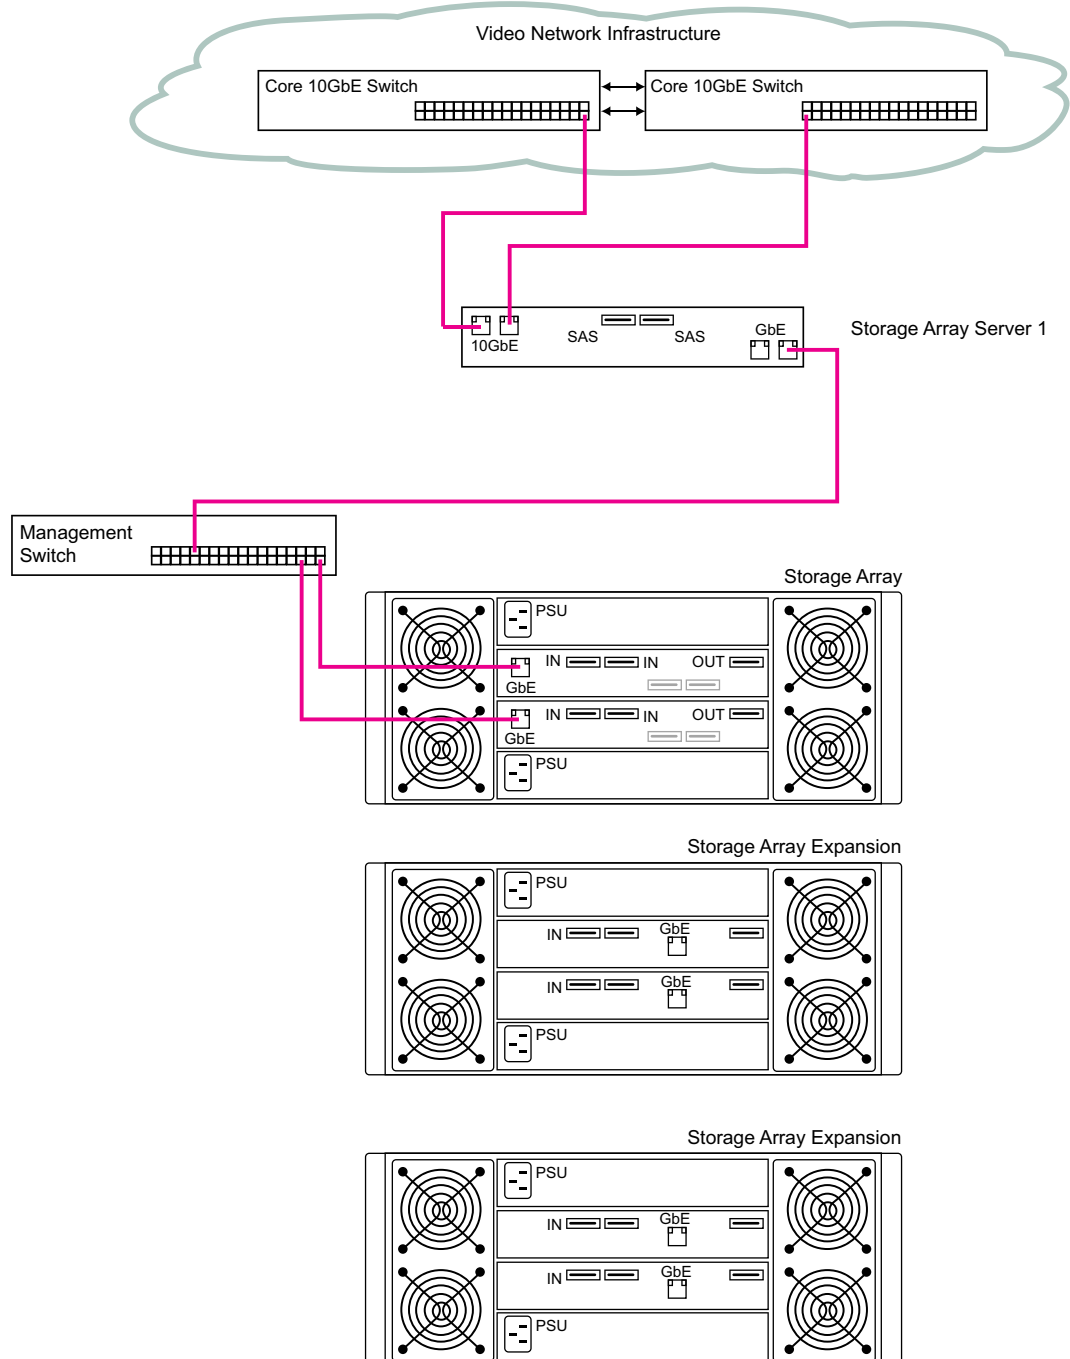 Video Network Infrastructure
Core 10GbE Switch
Core 10GbE Switch
10GbE
SAS
SAS
GbE
Storage Array Server 1
Management
Switch
Storage Array
PSU
IN
IN
OUT
GbE
IN
IN
OUT
GbE
PSU
Storage Array Expansion
PSU
IN
GbE
IN
GbE
PSU
Storage Array Expansion
PSU
IN
GbE
IN
GbE
PSU